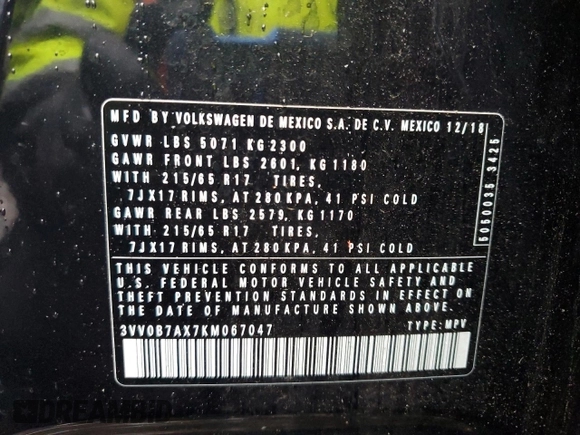 MFD BY VOLKSWAGEN DE MEXICO S.A. DE C.V. MEXICO 12/18
GVWR LBS 5071 KG 2300
GAWR FRONT LBS 2601, KG 1180
WITH 215/65 R17 TIRES,
7JX17 RIMS, AT 280 KPA, 41 PSI COLD
GAWR REAR LBS 2579, KG 1170
WITH 215/65 R17 TIRES,
7JX17 RIMS, AT 280 KPA, 41 PSI COLD
5050035 3425
THIS VEHICLE CONFORMS TO ALL APPLICABLE
U.S. FEDERAL MOTOR VEHICLE SAFETY AND
THEFT PREVENTION STANDARDS IN EFFECT ON
THE DATE OF MANUFACTURE SHOWN ABOVE.
3VV0B7AX7KM067047 TYPE: MPV
DREAMBID